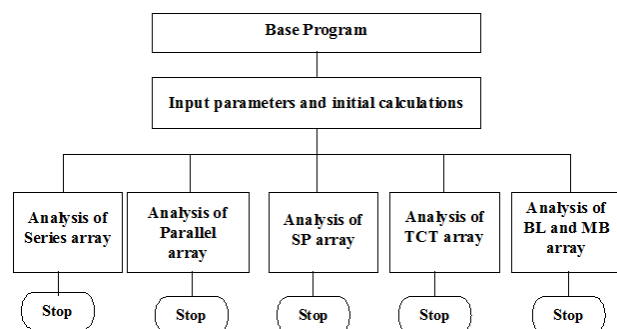 Base Program
Input parameters and initial calculations
Analysis of
Series array
Analysis of
Parallel
array
Analysis of
SP array
Analysis of
TCT array
Analysis of
BL and MB
array
Stop
Stop
Stop
Stop
Stop